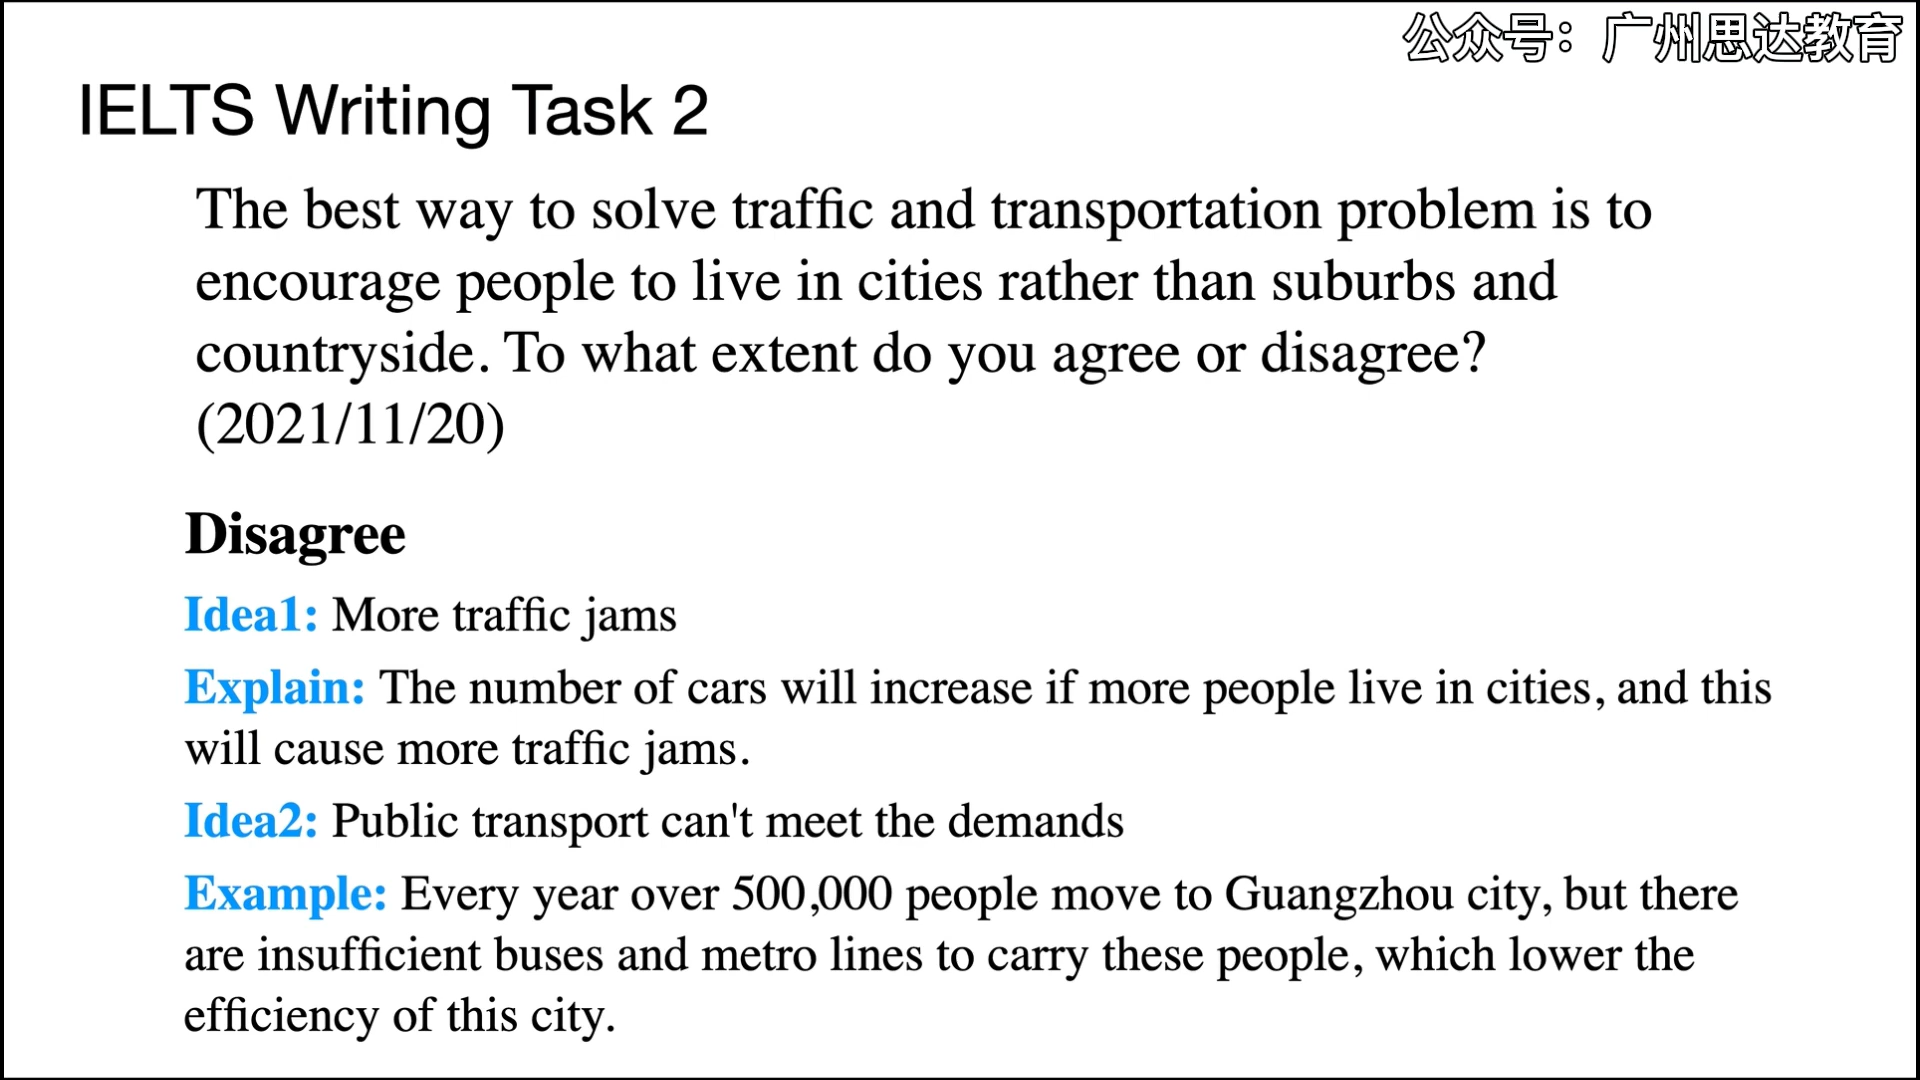 公众号：广州思达教育
IELTS Writing Task 2
The best way to solve traffic and transportation problem is to
encourage people to live in cities rather than suburbs and
countryside. To what extent do you agree or disagree?
(2021/11/20)
Disagree
Idea1: More traffic jams
Explain: The number of cars will increase if more people live in cities, and this
will cause more traffic jams.
Idea2: Public transport can't meet the demands
Example: Every year over 500,000 people move to Guangzhou city, but there
are insufficient buses and metro lines to carry these people, which lower the
efficiency of this city.